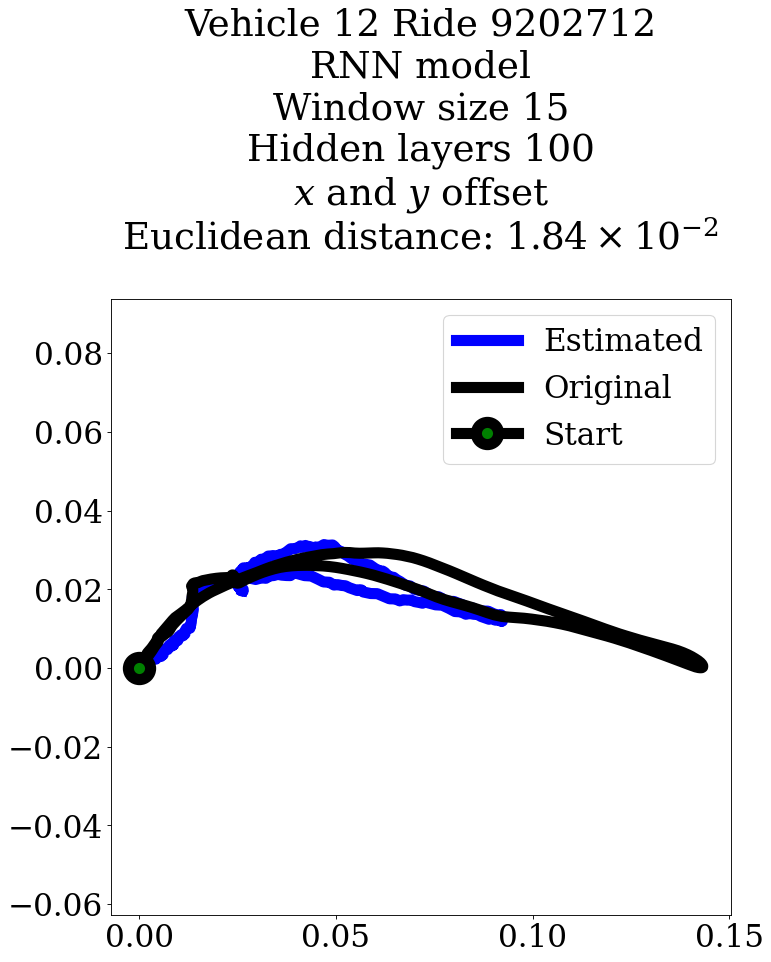 Vehicle 12 Ride 9202712
RNN model
Window size 15
Hidden layers 100
x and y offset
Euclidean distance: 1.84 × 10⁻²
Estimated
Original
Start
0.08
0.06
0.04
0.02
0.00
−0.02
−0.04
−0.06
0.00 0.05 0.10 0.15